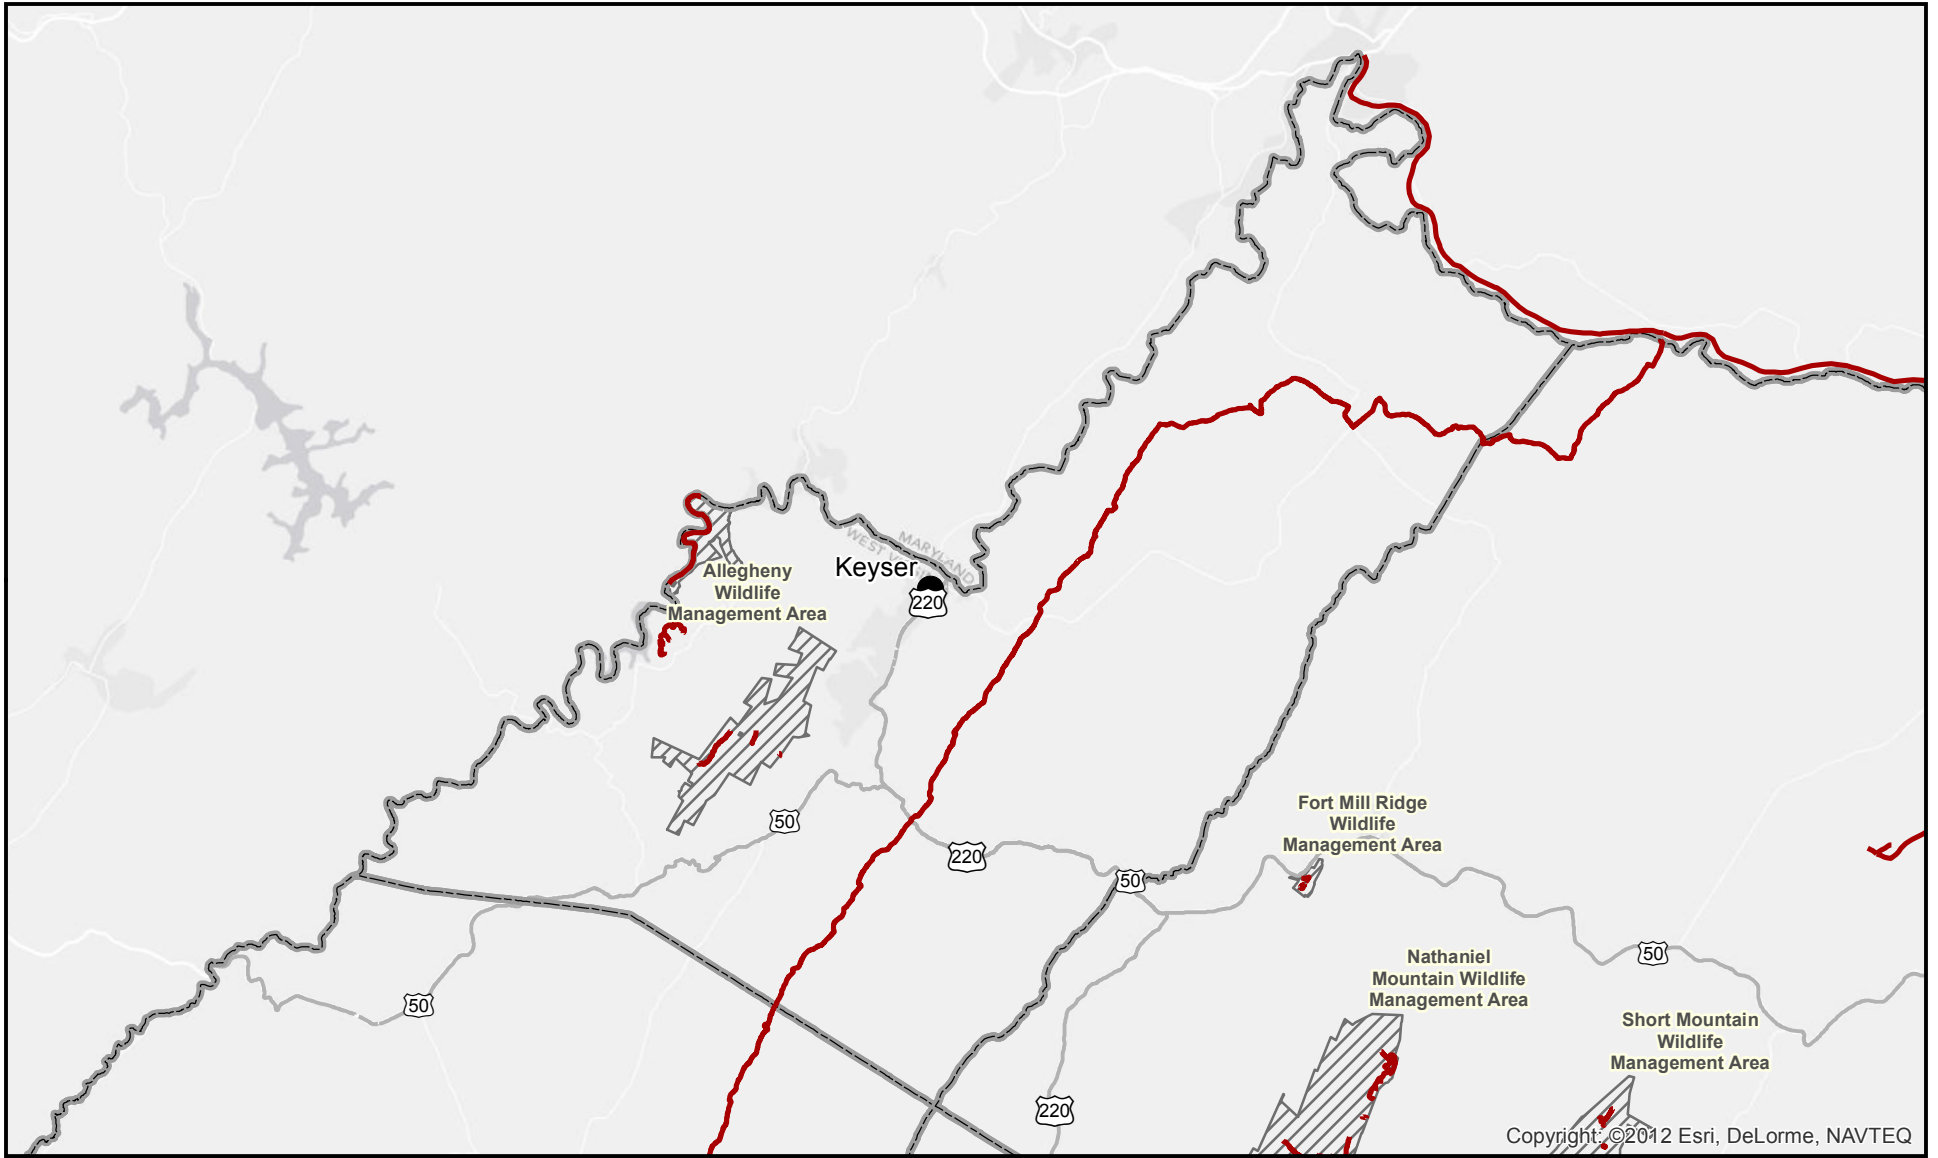 MARYLAND
WEST V
Keyser
220
Allegheny
Wildlife
Management Area
50
220
50
50
Fort Mill Ridge
Wildlife
Management Area
50
Nathaniel
Mountain Wildlife
Management Area
Short Mountain
Wildlife
Management Area
220
Copyright: ©2012 Esri, DeLorme, NAVTEQ